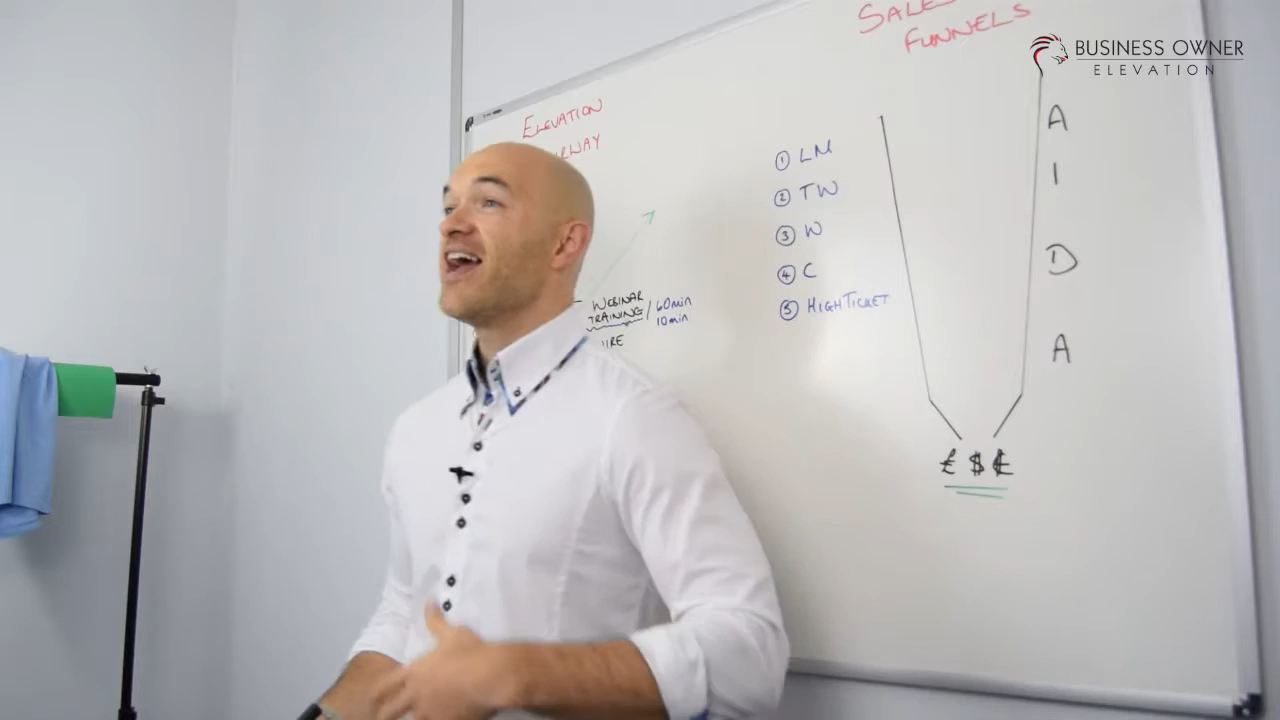 SALES
FUNNELS
BUSINESS OWNER
ELEVATION
ELEVATION
WEBINAR
TRAINING / 60min
10min
① LM
② TW
③ W
④ C
⑤ HIGH TICKET
A
I
D
A
£ $ €